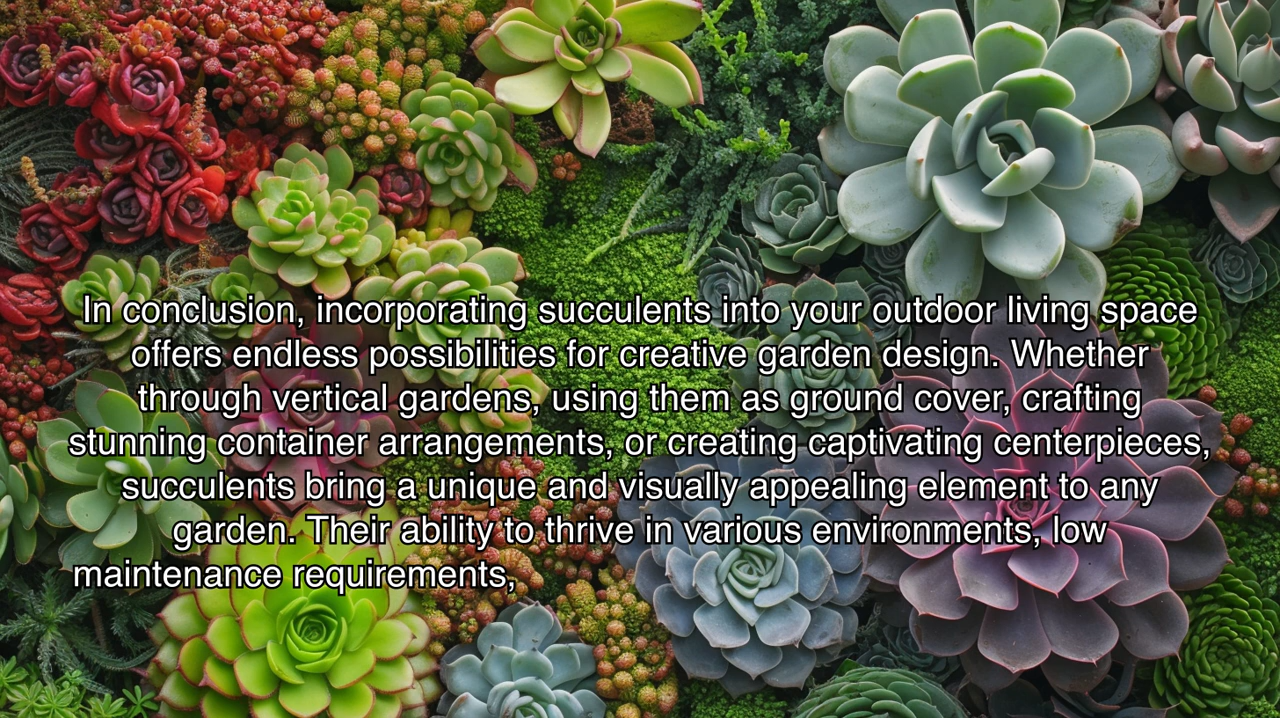 In conclusion, incorporating succulents into your outdoor living space
offers endless possibilities for creative garden design. Whether
through vertical gardens, using them as ground cover, crafting
stunning container arrangements, or creating captivating centerpieces,
succulents bring a unique and visually appealing element to any
garden. Their ability to thrive in various environments, low
maintenance requirements,